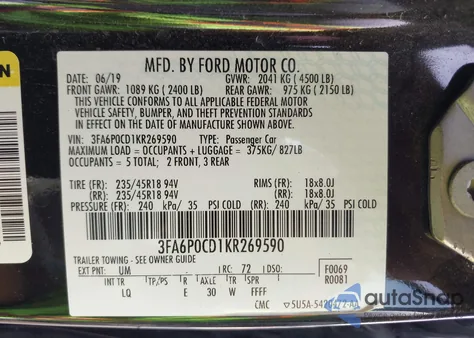 MFD. BY FORD MOTOR CO.
DATE: 06/19 GVWR: 2041 KG ( 4500 LB)
FRONT GAWR: 1089 KG ( 2400 LB) REAR GAWR: 975 KG ( 2150 LB)
THIS VEHICLE CONFORMS TO ALL APPLICABLE FEDERAL MOTOR
VEHICLE SAFETY, BUMPER, AND THEFT PREVENTION STANDARDS
IN EFFECT ON THE DATE OF MANUFACTURE SHOWN ABOVE.
VIN: 3FA6P0CD1KR269590 TYPE: Passenger Car
MAXIMUM LOAD = OCCUPANTS + LUGGAGE = 375KG/ 827LB
OCCUPANTS = 5 TOTAL; 2 FRONT, 3 REAR
TIRE (FR): 235/45R18 94V RIMS (FR): 18x8.0J
(RR): 235/45R18 94V (RR): 18x8.0J
PRESSURE (FR): 240 kPa/ 35 PSI COLD (RR): 240 kPa/ 35 PSI COLD
3FA6P0CD1KR269590
TRAILER TOWING - SEE OWNER GUIDE.
EXT PNT: UM RC: 72 DSO: F0069
INT TR TP/PS R AXLE TR SPR R0081
LQ E 30 W FFFF
CMC
autoSnap